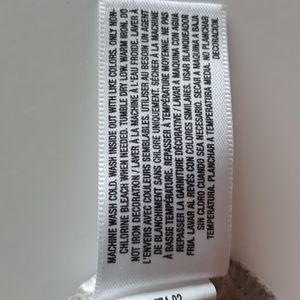 MACHINE WASH COLD. WASH INSIDE OUT WITH LIKE COLORS. ONLY NON-
CHLORINE BLEACH WHEN NEEDED. TUMBLE DRY LOW. WARM IRON. DO
NOT IRON DECORATION / LAVER À LA MACHINE À L'EAU FROIDE. LAVER À
L'ENVERS AVEC COULEURS SEMBLABLES. UTILISER AU BESOIN UN AGENT
DE BLANCHIMENT SANS CHLORE UNIQUEMENT. SÉCHER À LA MACHINE
À BASSE TEMPÉRATURE. REPASSER À TEMPÉRATURE MOYENNE. NE PAS
REPASSER LA GARNITURE DÉCORATIVE / LAVAR A MÁQUINA CON AGUA
FRÍA. LAVAR AL REVÉS CON COLORES SIMILARES. USAR BLANQUEADOR
SIN CLORO CUANDO SEA NECESARIO. SECAR A MÁQUINA A BAJA
TEMPERATURA. PLANCHAR A TEMPERATURA MEDIA. NO PLANCHAR
DECORACIÓN.